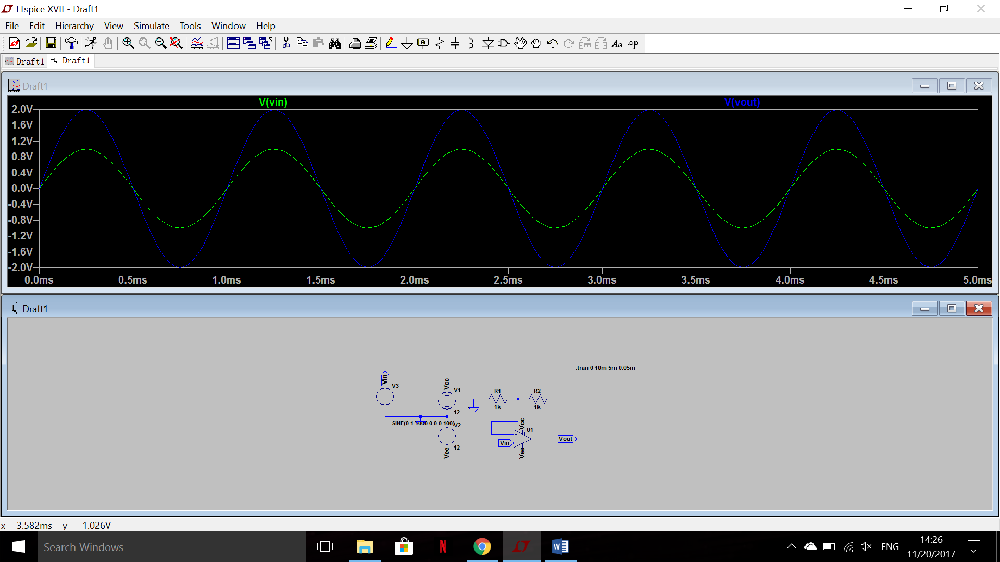 LTspice XVII - Draft1
File Edit Hierarchy View Simulate Tools Window Help
Aa .op
Draft1 Draft1
Draft1
V(vin) V(vout)
2.0V
1.6V
1.2V
0.8V
0.4V
0.0V
-0.4V
-0.8V
-1.2V
-1.6V
-2.0V
0.0ms 0.5ms 1.0ms 1.5ms 2.0ms 2.5ms 3.0ms 3.5ms 4.0ms 4.5ms 5.0ms
Draft1
.tran 0 10m 5m 0.05m
Vin
V3
Vcc
V1
12
R1
1k
R2
1k
SINE(0 1 1000 0 0 0 100)
V2
12
Vee
Vcc
U1
Vin
Vee
Vout
x = 3.582ms y = -1.026V
Search Windows
N
W
ENG
14:26
11/20/2017